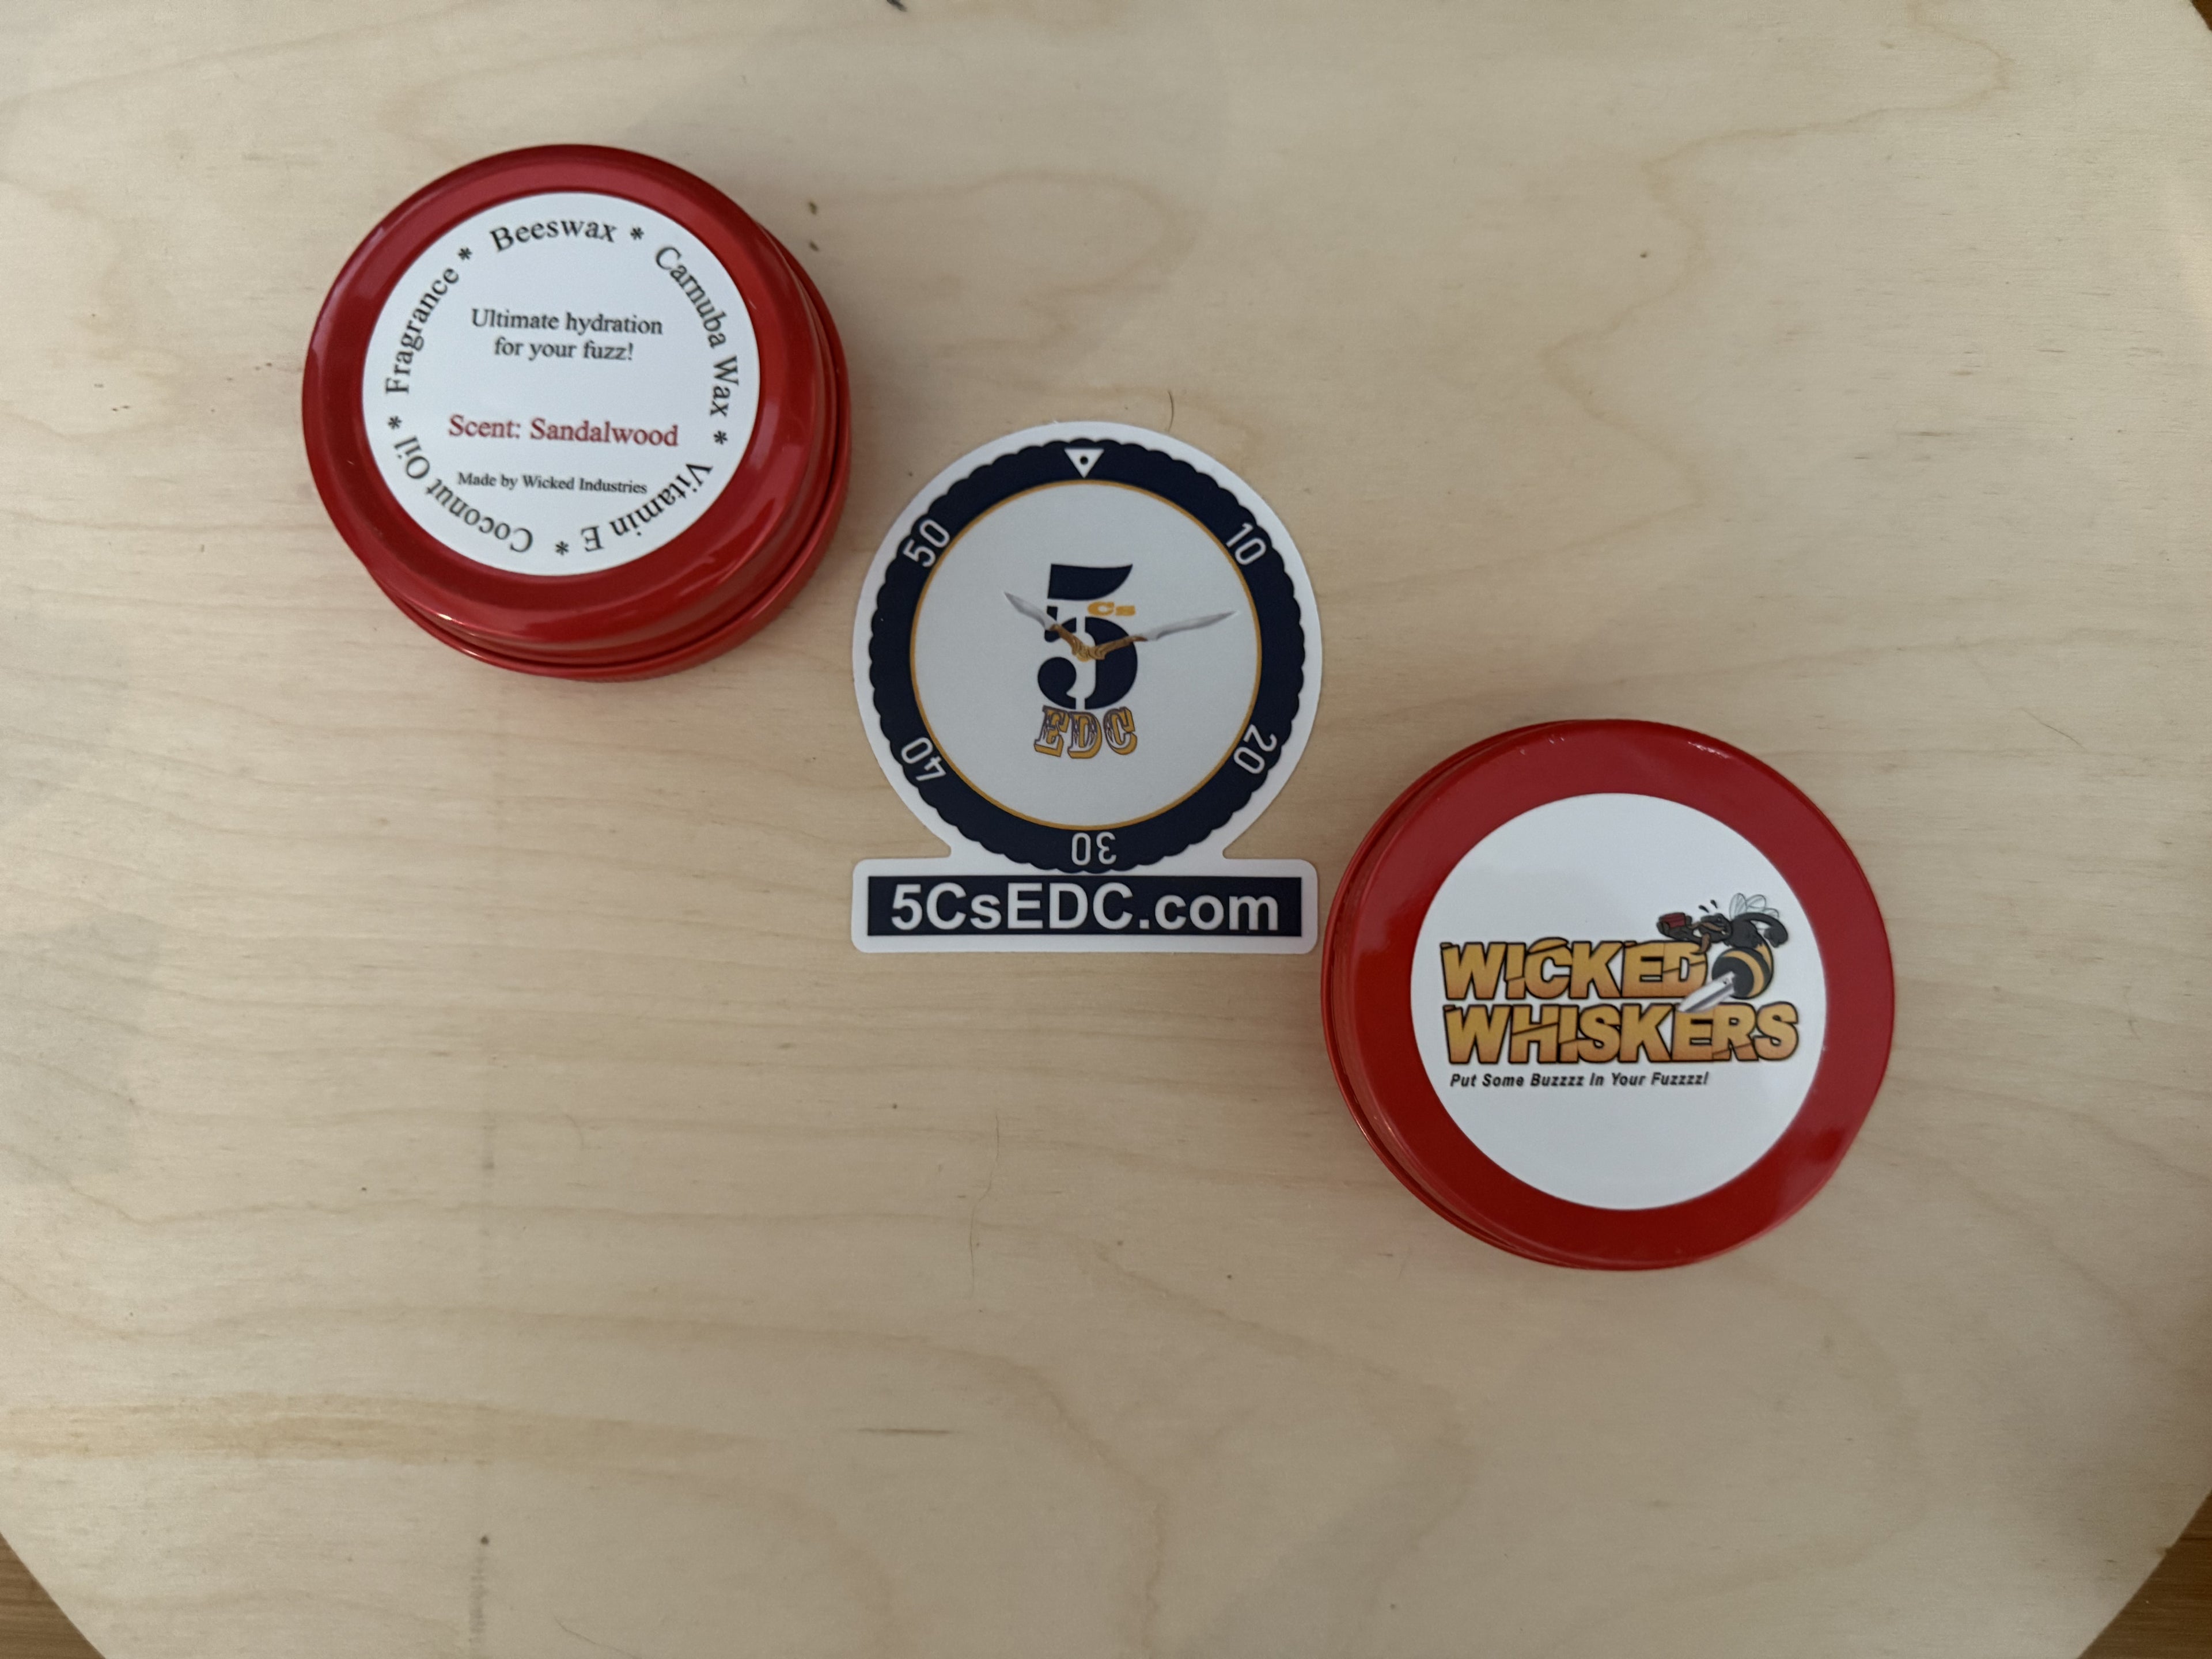 Beeswax * Carnuba Wax * Vitamin E * Coconut Oil * Fragrance *
Ultimate hydration
for your fuzz!
Scent: Sandalwood
Made by Wicked Industries
10
20
30
40
50
5
Cs
EDC
5CsEDC.com
WICKED
WHISKERS
Put Some Buzzzz In Your Fuzzzz!